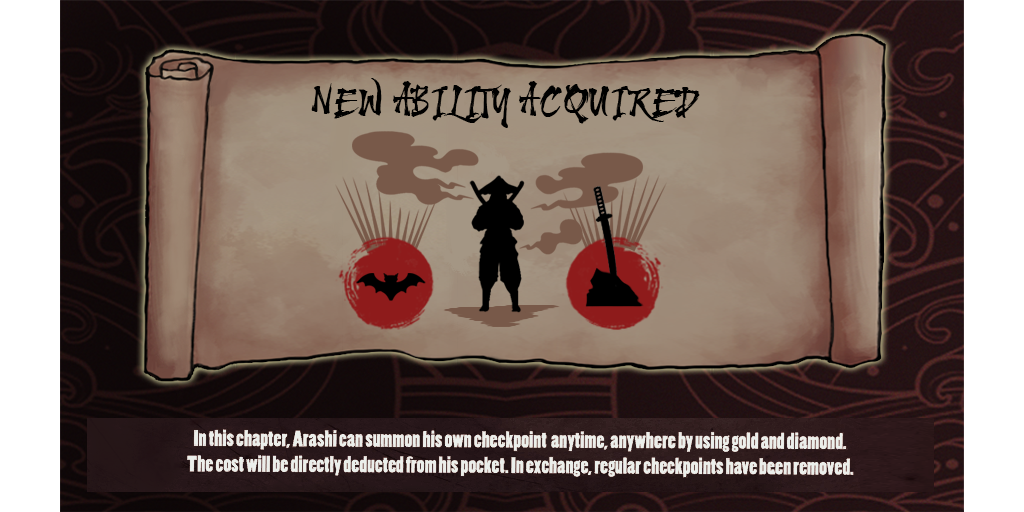 NEW ABILITY ACQUIRED
In this chapter, Arashi can summon his own checkpoint anytime, anywhere by using gold and diamond.
The cost will be directly deducted from his pocket. In exchange, regular checkpoints have been removed.